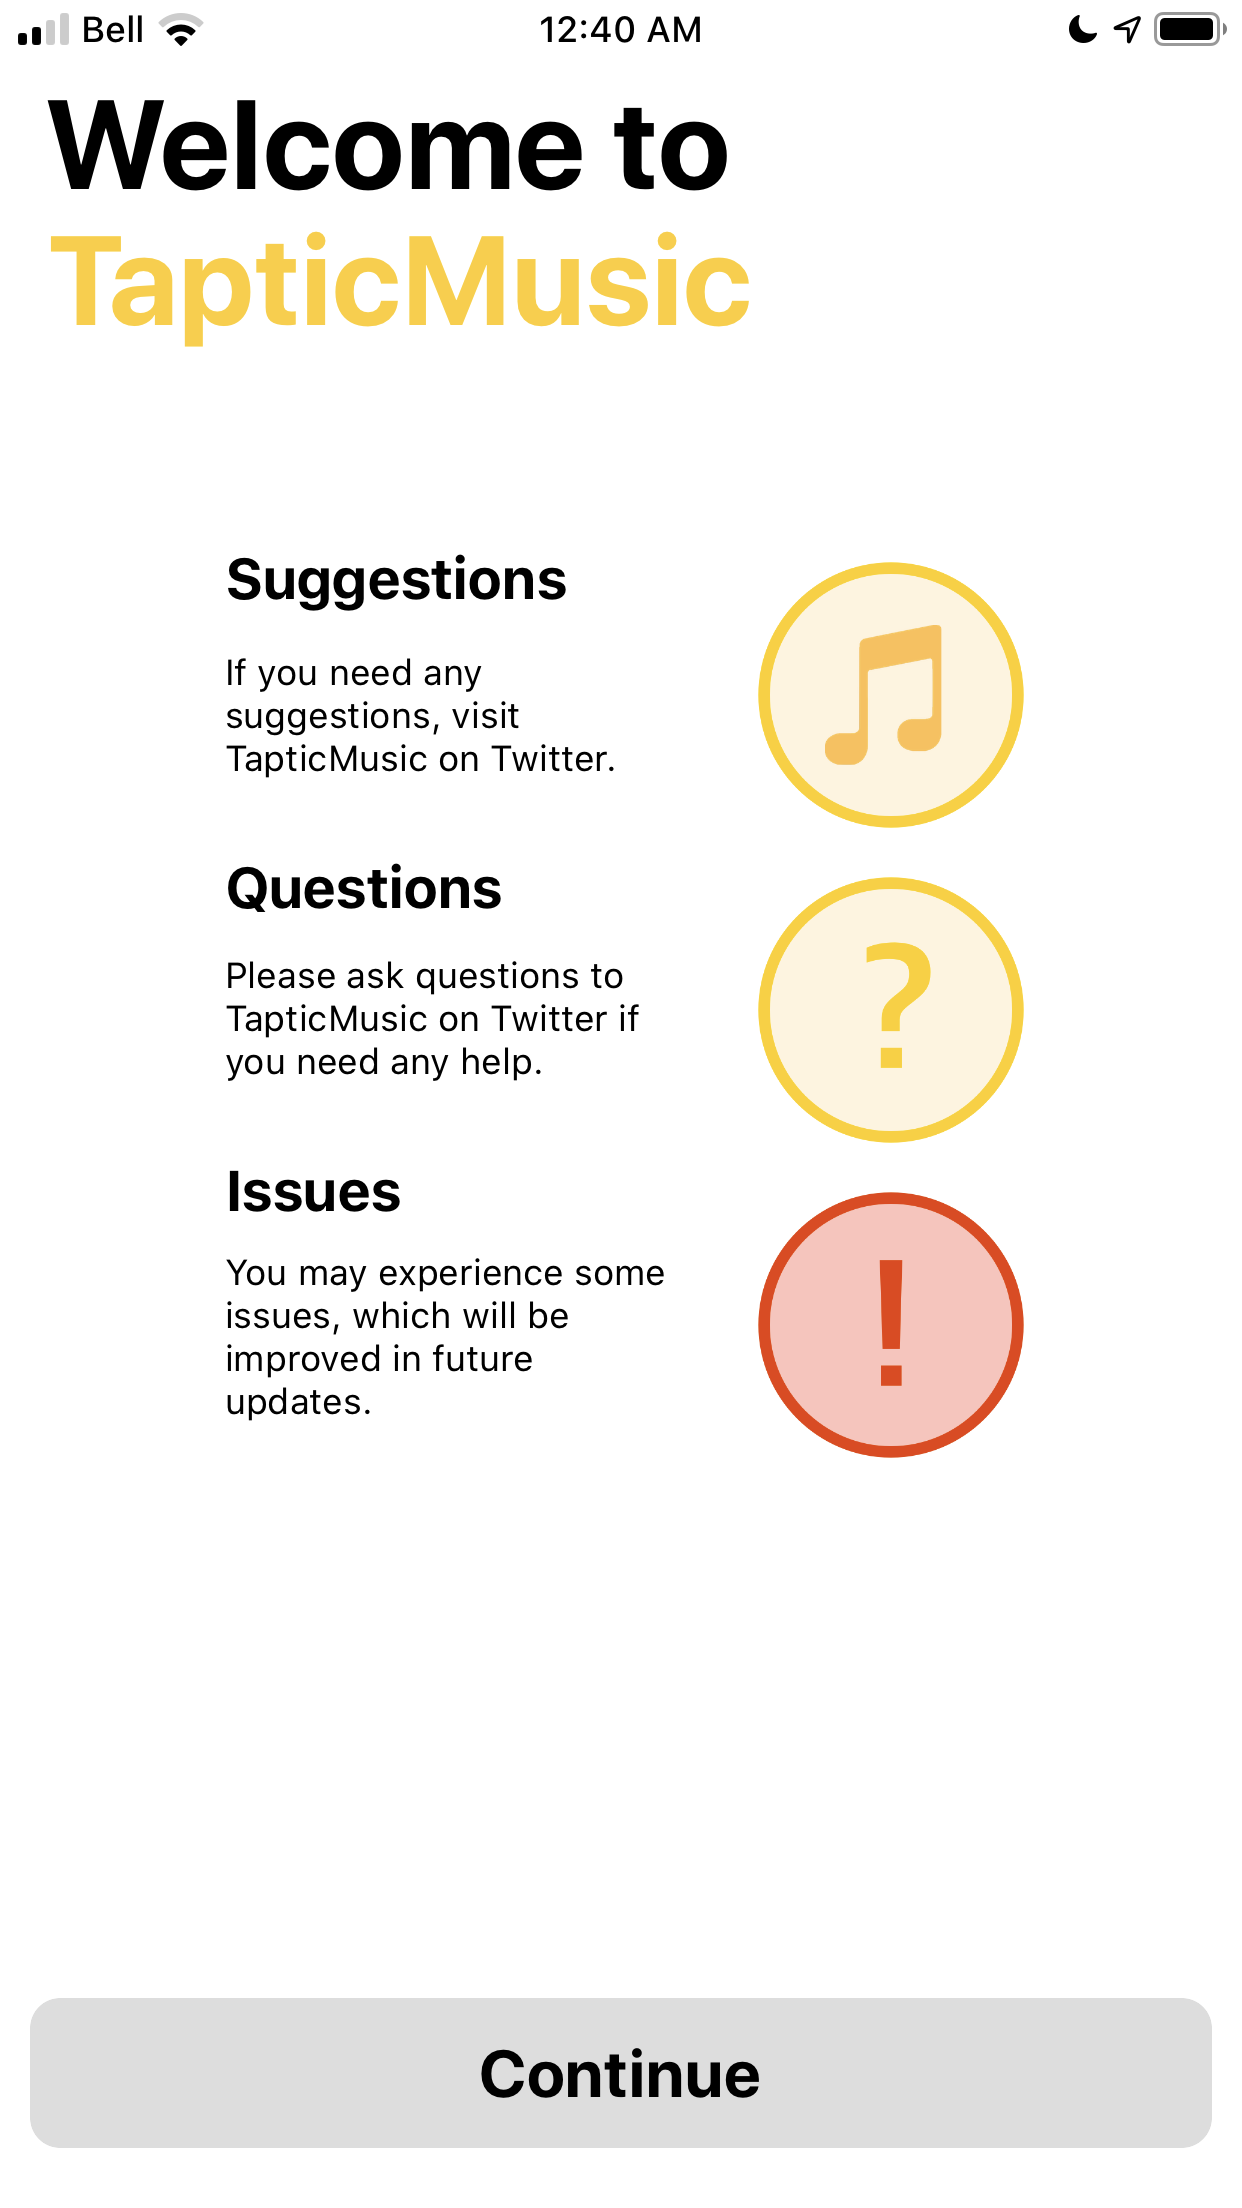 Bell
12:40 AM
Welcome to
TapticMusic
Suggestions
If you need any
suggestions, visit
TapticMusic on Twitter.
Questions
?
Please ask questions to
TapticMusic on Twitter if
you need any help.
Issues
!
You may experience some
issues, which will be
improved in future
updates.
Continue